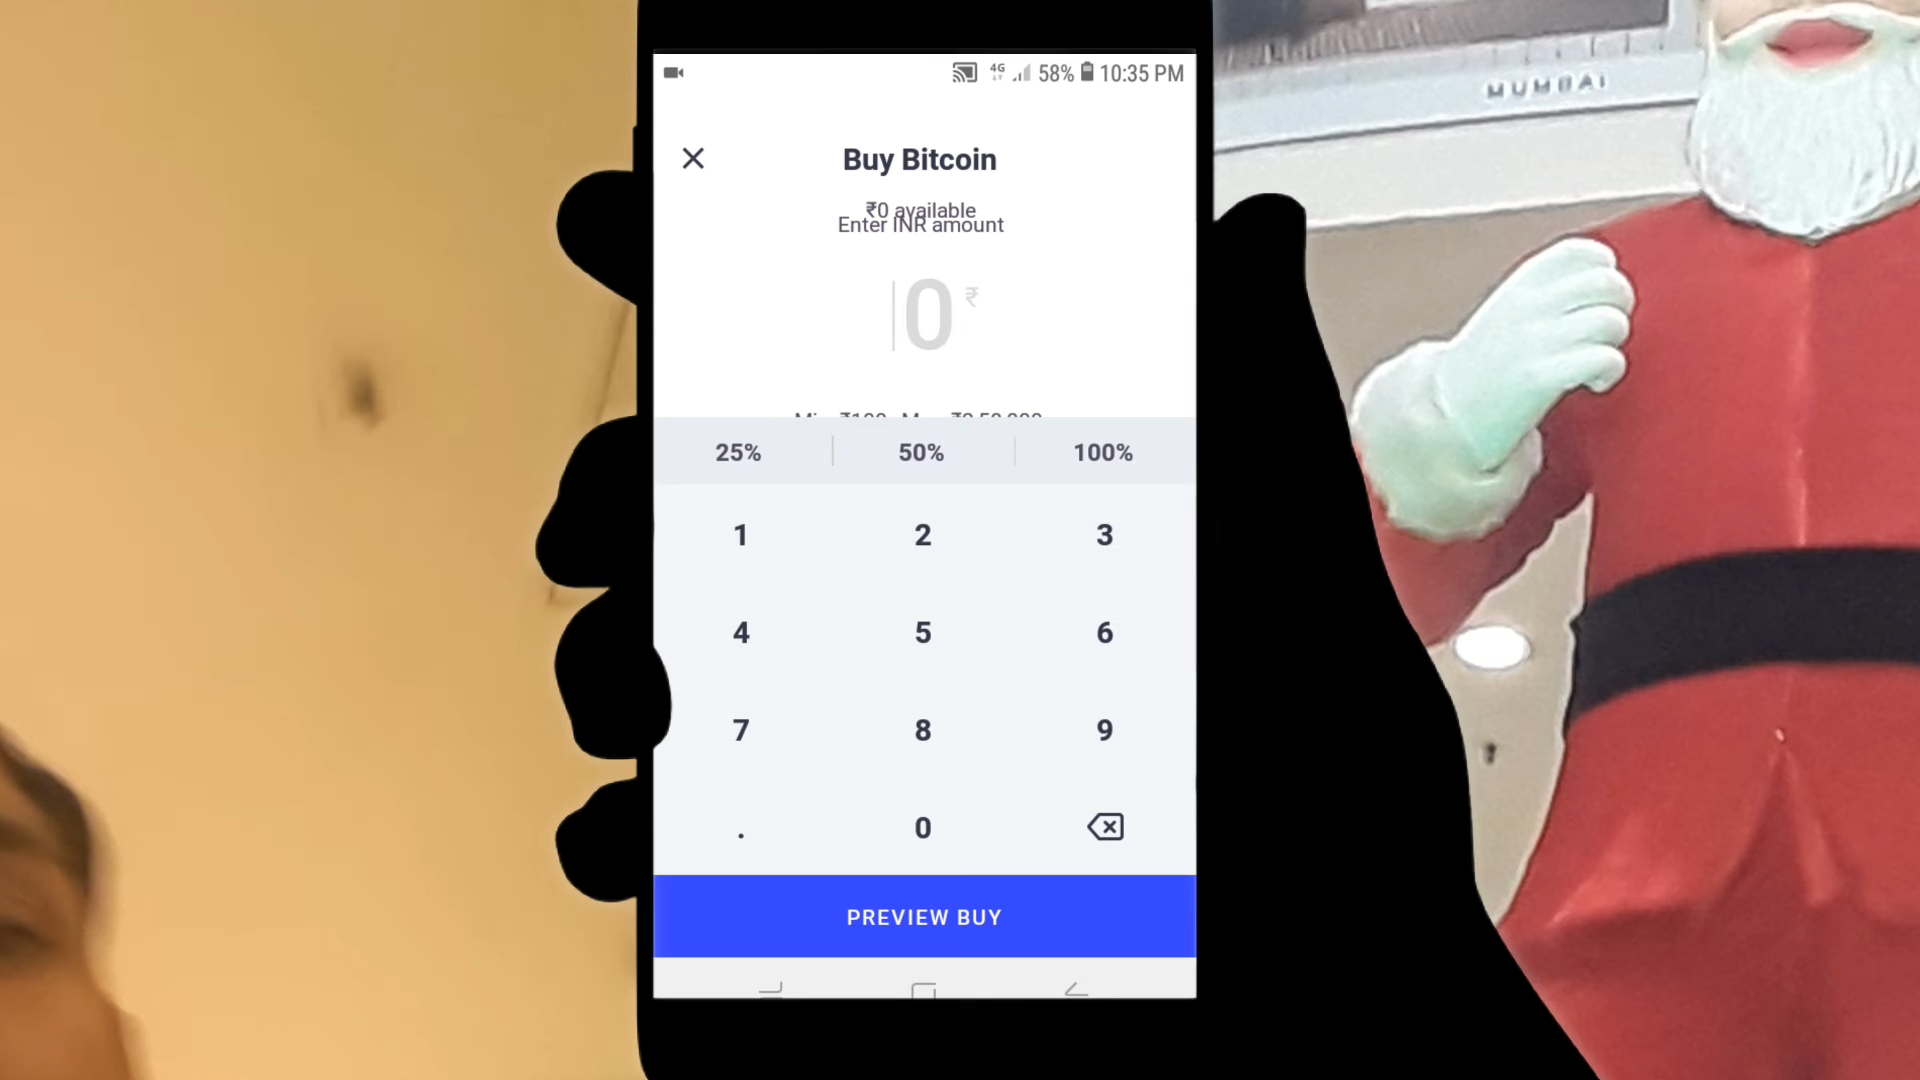 MUMBAI
4G 58% 10:35 PM
Buy Bitcoin
₹0 available
Enter INR amount
0 ₹
25% 50% 100%
1 2 3
4 5 6
7 8 9
. 0
PREVIEW BUY